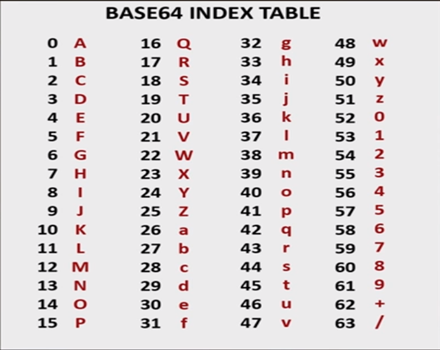 BASE64 INDEX TABLE
0 A 16 Q 32 g 48 w
1 B 17 R 33 h 49 x
2 C 18 S 34 i 50 y
3 D 19 T 35 j 51 z
4 E 20 U 36 k 52 0
5 F 21 V 37 l 53 1
6 G 22 W 38 m 54 2
7 H 23 X 39 n 55 3
8 I 24 Y 40 o 56 4
9 J 25 Z 41 p 57 5
10 K 26 a 42 q 58 6
11 L 27 b 43 r 59 7
12 M 28 c 44 s 60 8
13 N 29 d 45 t 61 9
14 O 30 e 46 u 62 +
15 P 31 f 47 v 63 /